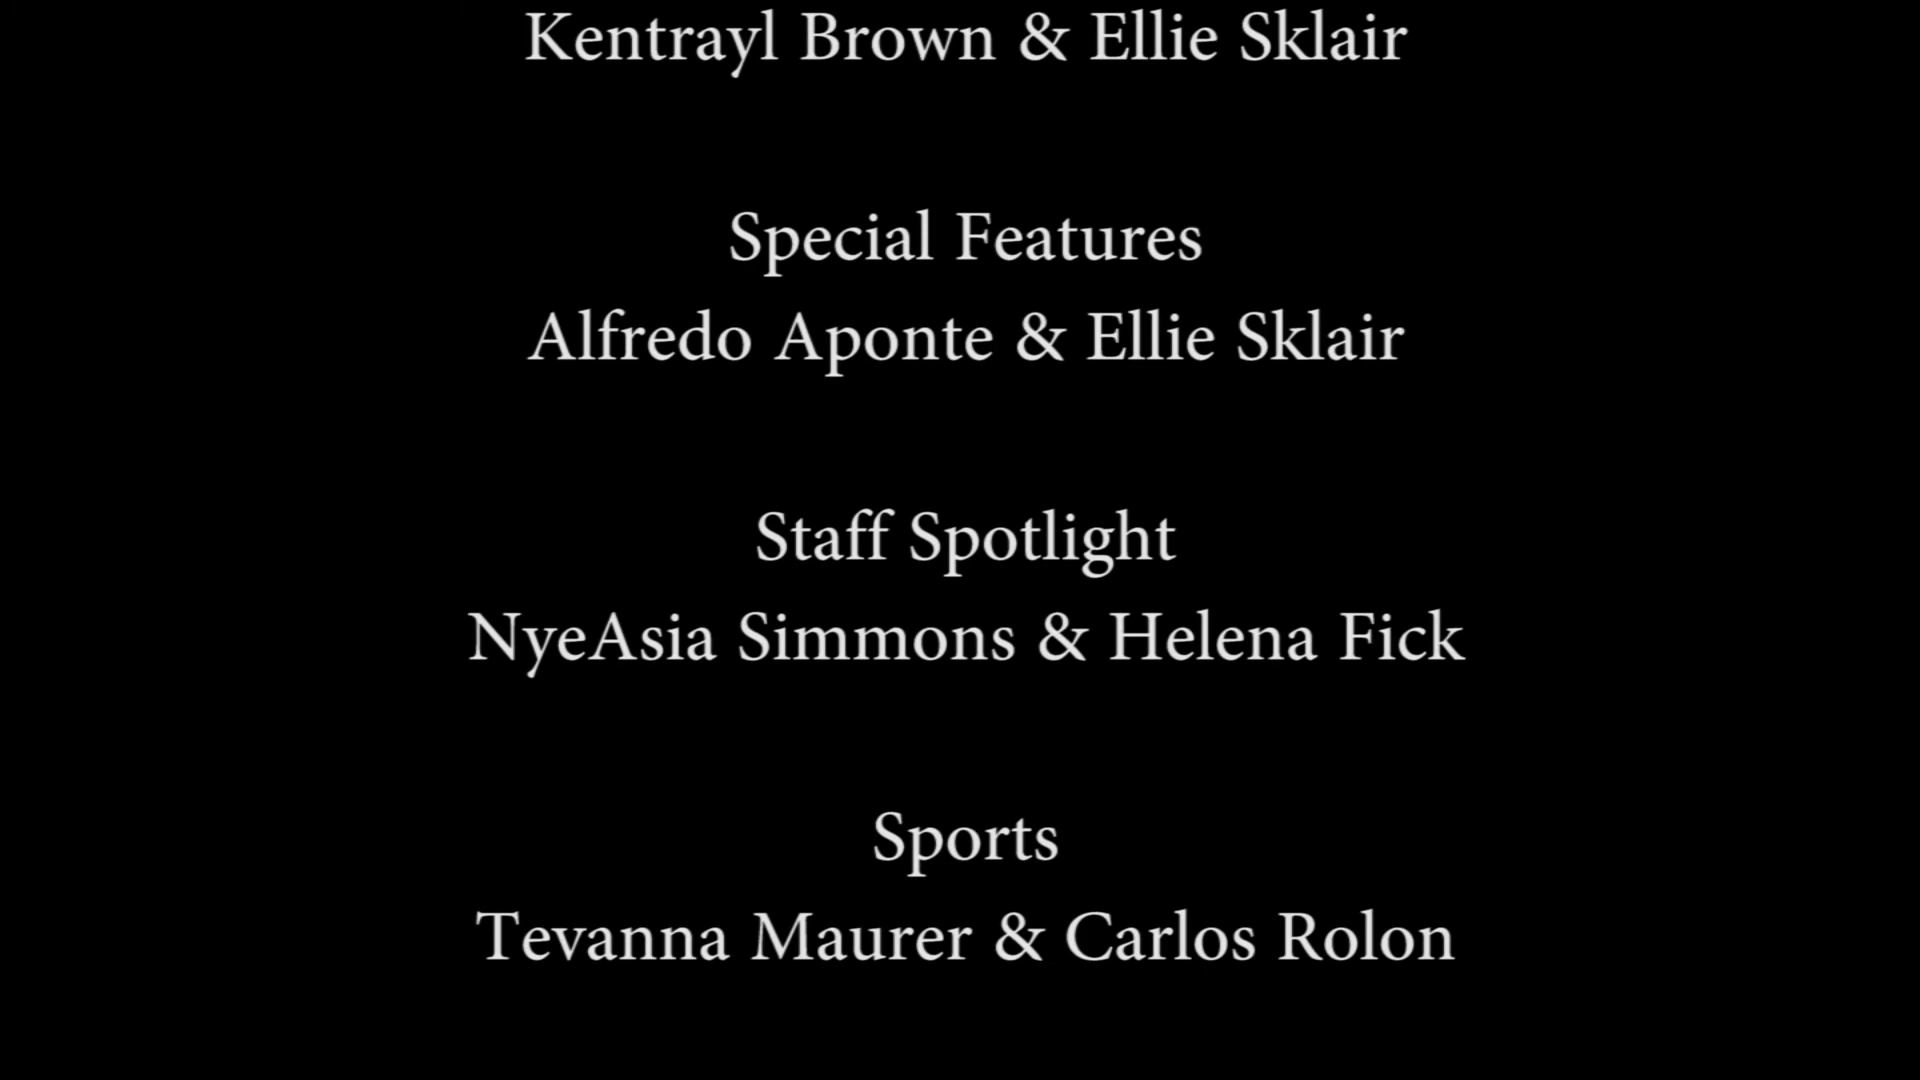 Kentrayl Brown & Ellie Sklair
Special Features
Alfredo Aponte & Ellie Sklair
Staff Spotlight
NyeAsia Simmons & Helena Fick
Sports
Tevanna Maurer & Carlos Rolon